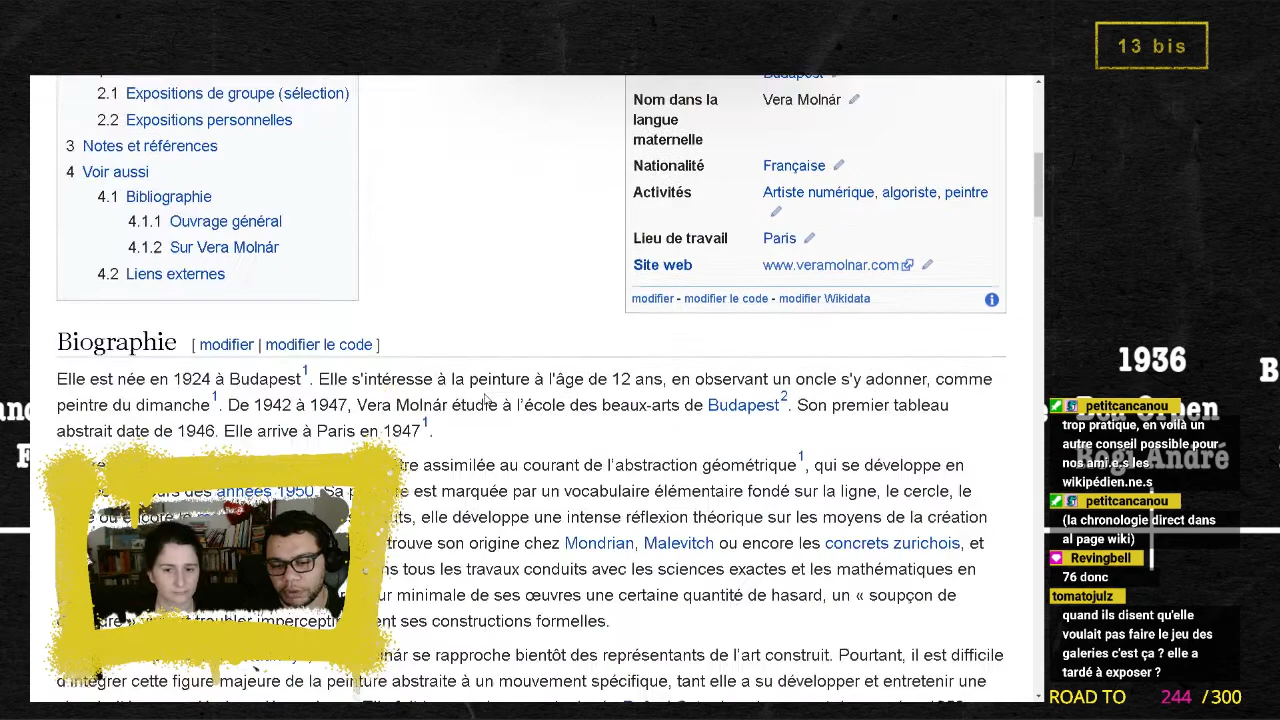 13 bis
2.1 Expositions de groupe (sélection)
2.2 Expositions personnelles
3 Notes et références
4 Voir aussi
4.1 Bibliographie
4.1.1 Ouvrage général
4.1.2 Sur Vera Molnár
4.2 Liens externes
Budapest
Nom dans la
langue
maternelle
Vera Molnár
Nationalité
Française
Activités
Artiste numérique, algoriste, peintre
Lieu de travail
Paris
Site web
www.veramolnar.com
modifier - modifier le code - modifier Wikidata
Biographie [ modifier | modifier le code ]
Elle est née en 1924 à Budapest1. Elle s'intéresse à la peinture à l'âge de 12 ans, en observant un oncle s'y adonner, comme
peintre du dimanche1. De 1942 à 1947, Vera Molnár étudie à l'école des beaux-arts de Budapest2. Son premier tableau
abstrait date de 1946. Elle arrive à Paris en 19471.
tre assimilée au courant de l'abstraction géométrique1, qui se développe en
années 1950. Sa est marquée par un vocabulaire élémentaire fondé sur la ligne, le cercle, le
elle développe une intense réflexion théorique sur les moyens de la création
trouve son origine chez Mondrian, Malevitch ou encore les concrets zurichois, et
les travaux conduits avec les sciences exactes et les mathématiques en
minimale de ses œuvres une certaine quantité de hasard, un « soupçon de
ses constructions formelles.
nár se rapproche bientôt des représentants de l'art construit. Pourtant, il est difficile
d'intégrer cette figure majeure de la peinture abstraite à un mouvement spécifique, tant elle a su développer et entretenir une
1936
Bogi André
petitcancanou
trop pratique, en voilà un
autre conseil possible pour
nos ami.e.s les
wikipédien.ne.s
petitcancanou
(la chronologie direct dans
al page wiki)
Revingbell
76 donc
tomatojulz
quand ils disent qu'elle
voulait pas faire le jeu des
galeries c'est ça ? elle a
tardé à exposer ?
ROAD TO 244 /300